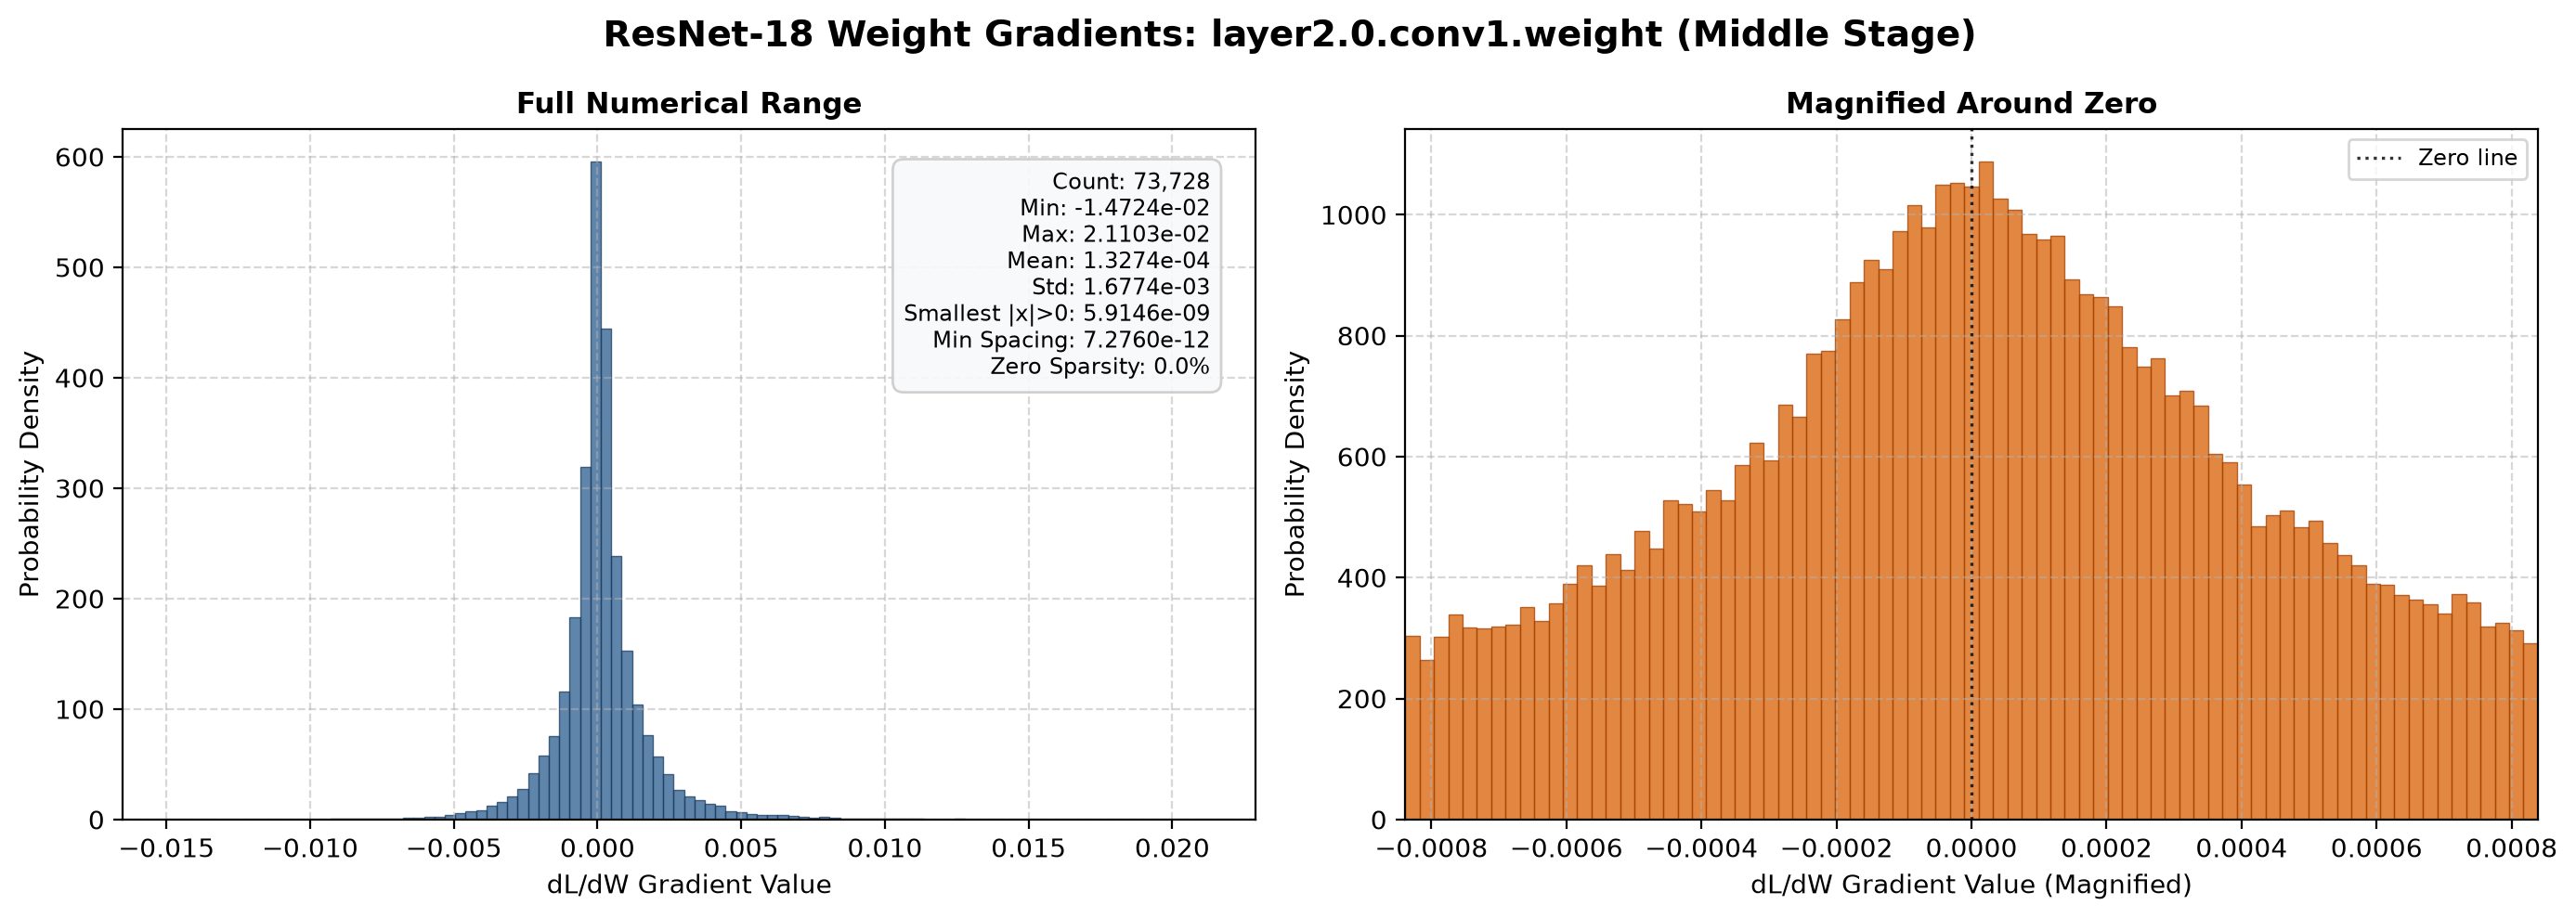 ResNet-18 Weight Gradients: layer2.0.conv1.weight (Middle Stage)
Full Numerical Range
600
500
400
300
200
100
0
Probability Density
Count: 73,728
Min: -1.4724e-02
Max: 2.1103e-02
Mean: 1.3274e-04
Std: 1.6774e-03
Smallest |x|>0: 5.9146e-09
Min Spacing: 7.2760e-12
Zero Sparsity: 0.0%
−0.015 −0.010 −0.005 0.000 0.005 0.010 0.015 0.020
dL/dW Gradient Value
Magnified Around Zero
Zero line
1000
800
600
400
200
0
Probability Density
−0.0008 −0.0006 −0.0004 −0.0002 0.0000 0.0002 0.0004 0.0006 0.0008
dL/dW Gradient Value (Magnified)